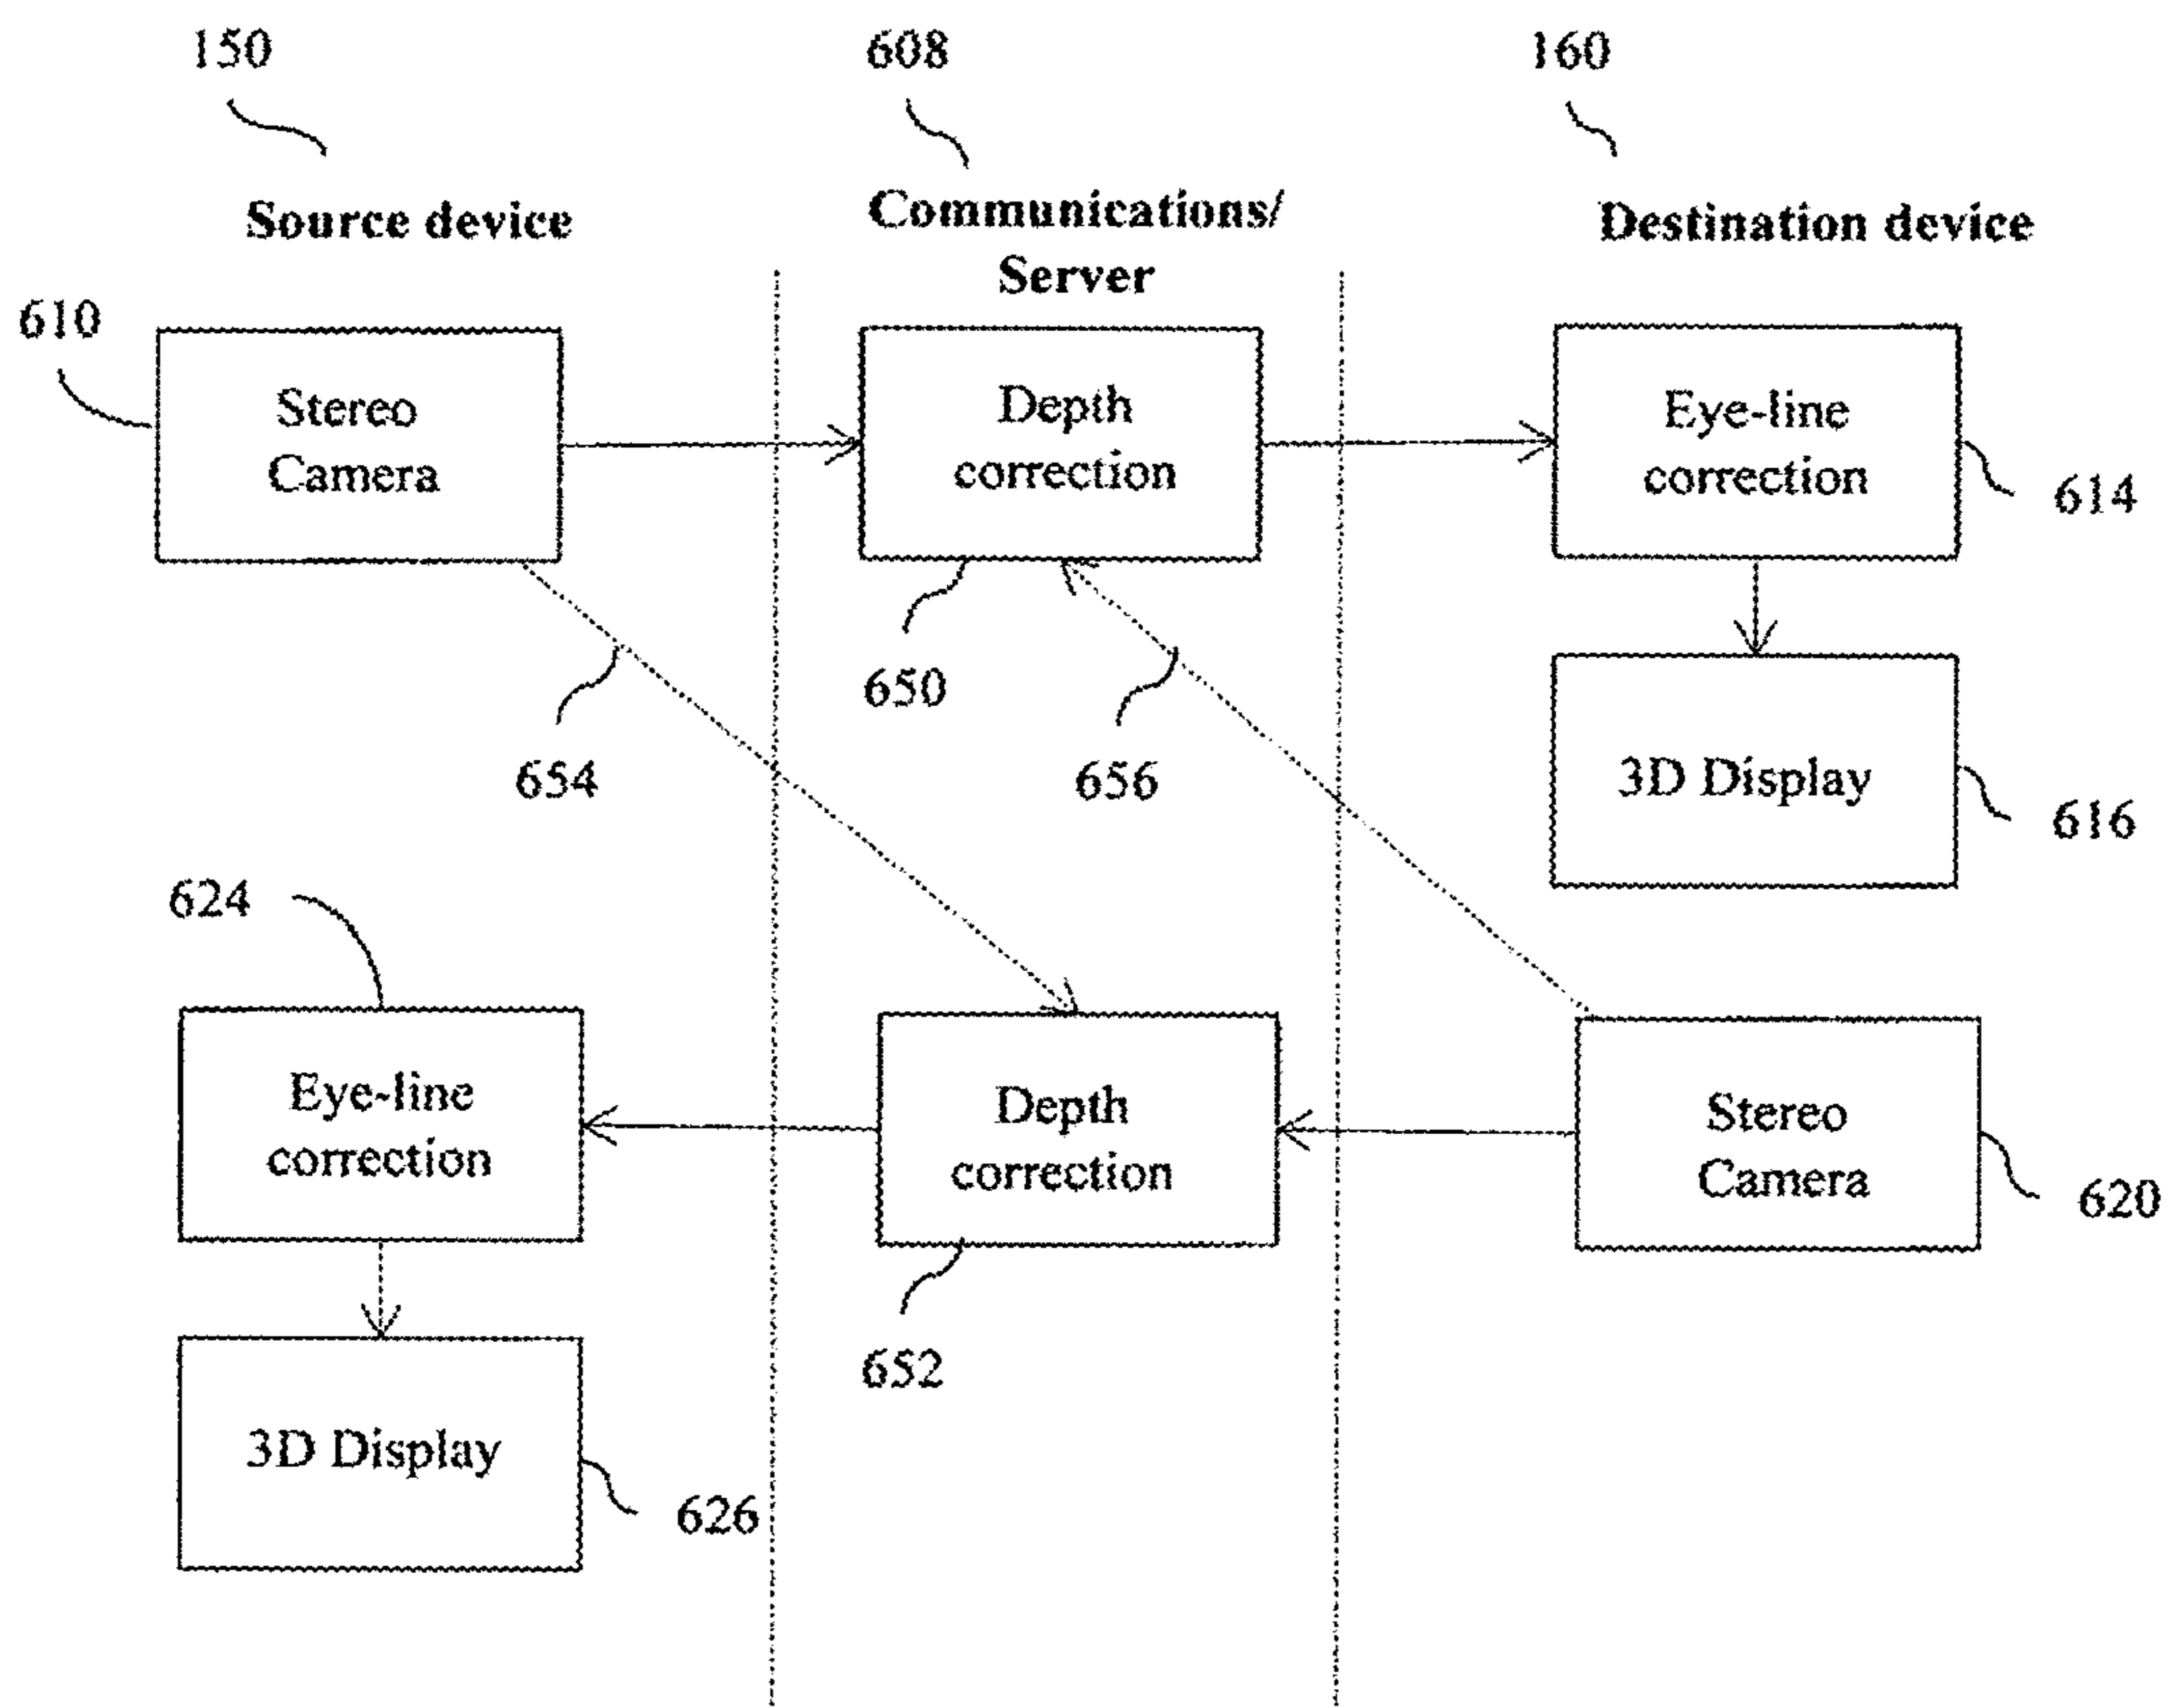 150
608
160
Source device
Communications/
Server
Destination device
610
Stereo
Camera
Depth
correction
Eye-line
correction
614
650
654
656
3D Display
616
624
Eye-line
correction
Depth
correction
Stereo
Camera
620
652
3D Display
626